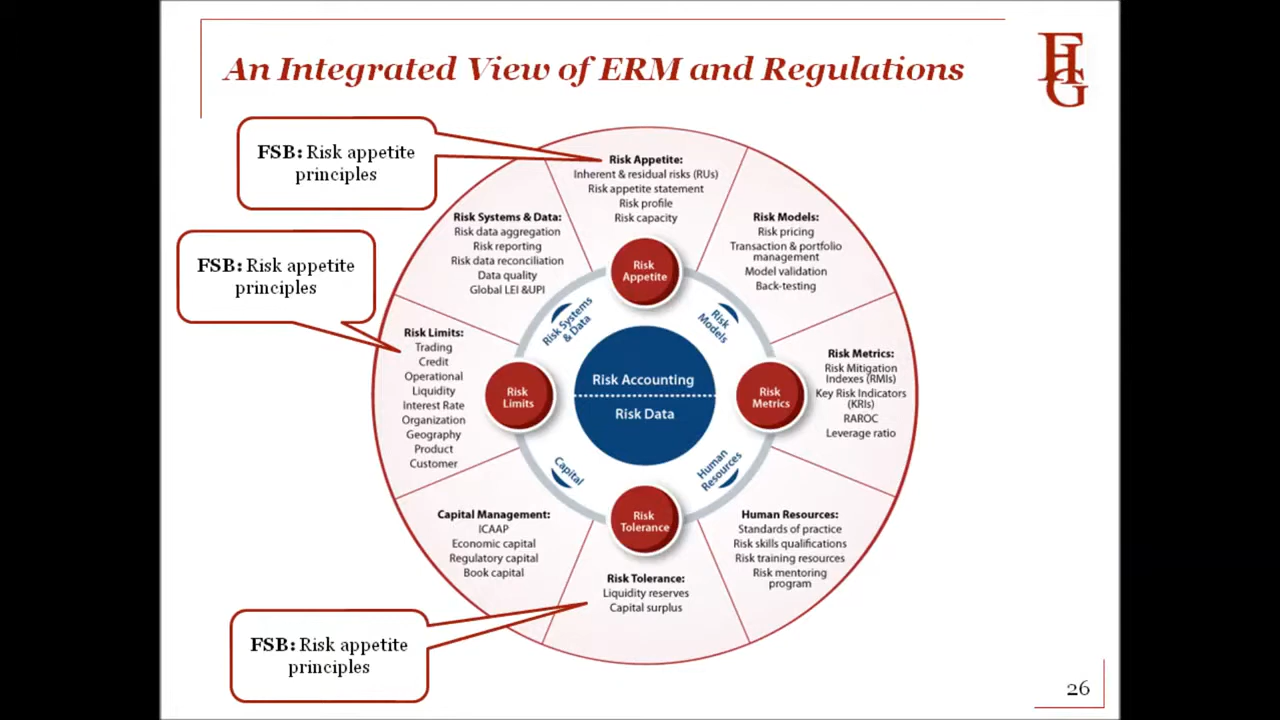 An Integrated View of ERM and Regulations
FHG
FSB: Risk appetite
principles
FSB: Risk appetite
principles
FSB: Risk appetite
principles
Risk Appetite:
Inherent & residual risks (RUs)
Risk appetite statement
Risk profile
Risk capacity
Risk Models:
Risk pricing
Transaction & portfolio
management
Model validation
Back-testing
Risk Metrics:
Risk Mitigation
Indexes (RMIs)
Key Risk Indicators
(KRIs)
RAROC
Leverage ratio
Human Resources:
Standards of practice
Risk skills qualifications
Risk training resources
Risk mentoring
program
Risk Tolerance:
Liquidity reserves
Capital surplus
Capital Management:
ICAAP
Economic capital
Regulatory capital
Book capital
Risk Limits:
Trading
Credit
Operational
Liquidity
Interest Rate
Organization
Geography
Product
Customer
Risk Systems & Data:
Risk data aggregation
Risk reporting
Risk data reconciliation
Data quality
Global LEI &UPI
Risk
Appetite
Risk
Models
Risk
Metrics
Human
Resources
Risk
Tolerance
Capital
Risk
Limits
Risk Systems
& Data
Risk Accounting
Risk Data
26